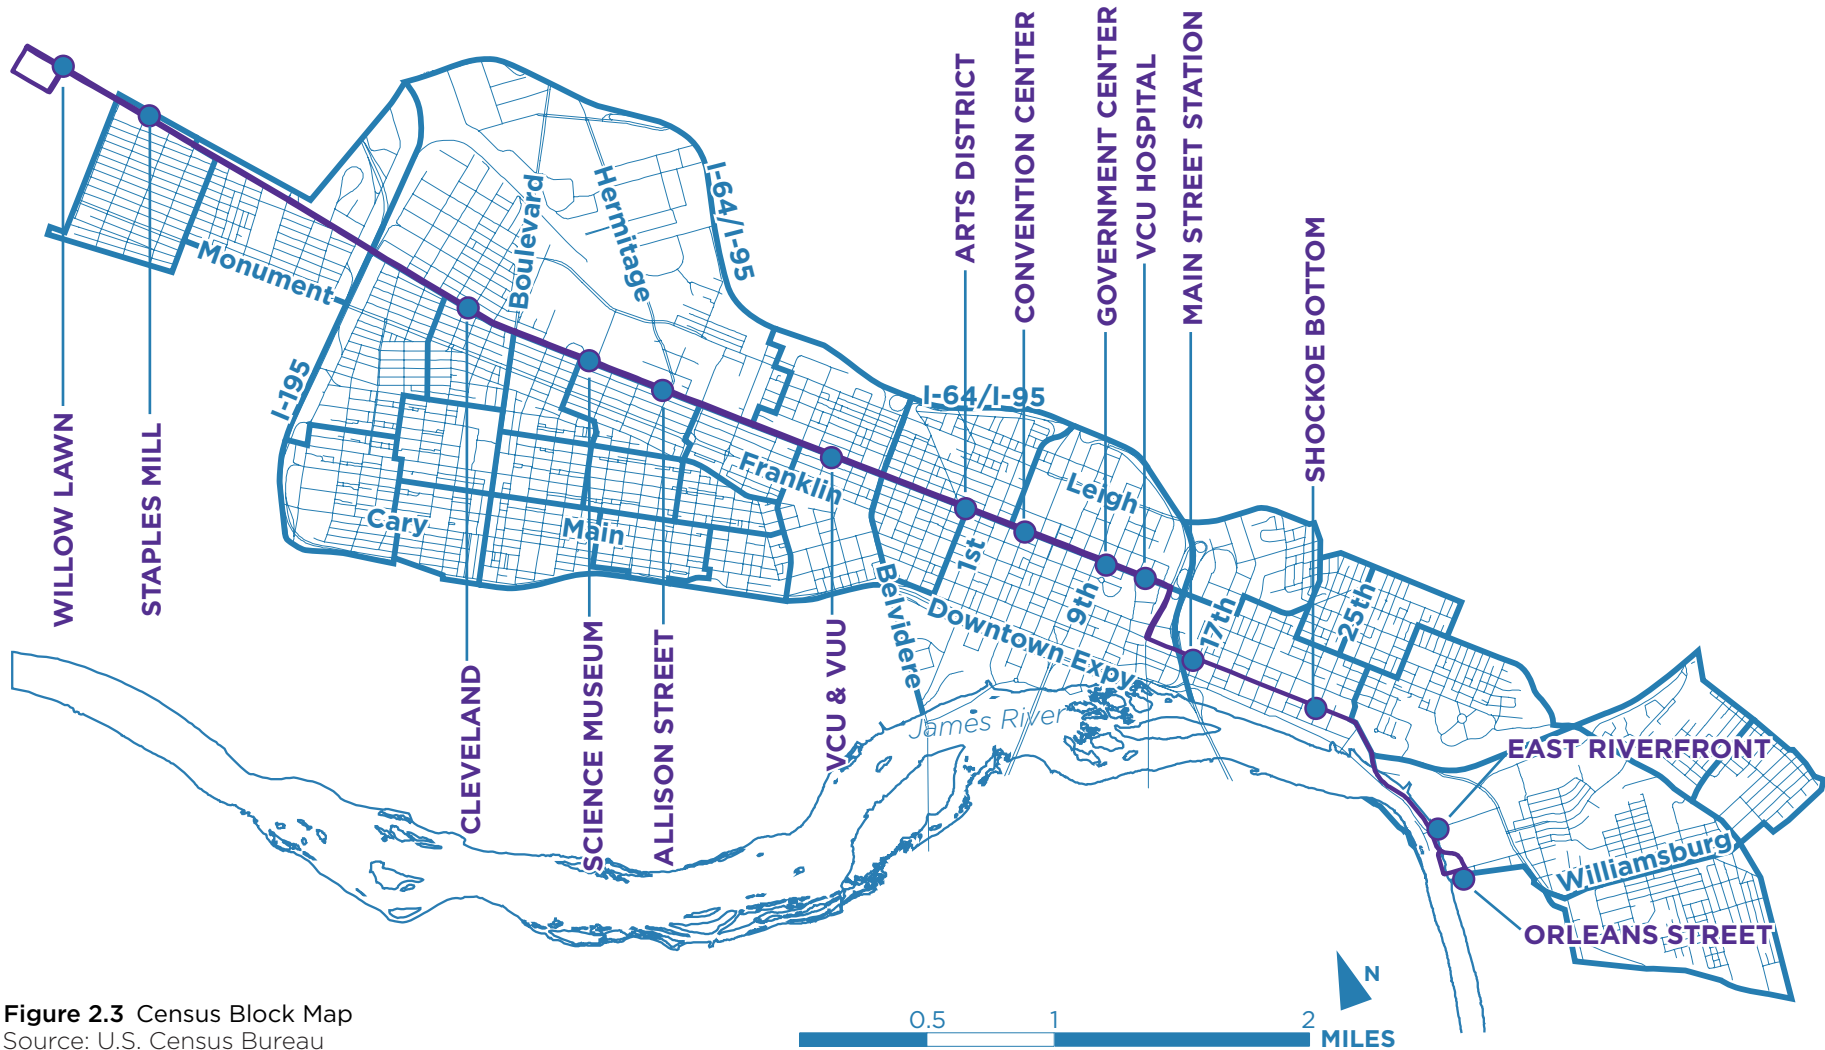 WILLOW LAWN
STAPLES MILL
CLEVELAND
SCIENCE MUSEUM
ALLISON STREET
VCU & VUU
ARTS DISTRICT
CONVENTION CENTER
GOVERNMENT CENTER
VCU HOSPITAL
MAIN STREET STATION
SHOCKOE BOTTOM
EAST RIVERFRONT
ORLEANS STREET
Monument
I-195
Boulevard
Hermitage
I-64/I-95
I-64/I-95
Franklin
Cary
Main
Leigh
1st
9th
17th
25th
Belvidere
Downtown Expy
James River
Williamsburg
N
0.5
1
2
MILES
Figure 2.3 Census Block Map
Source: U.S. Census Bureau